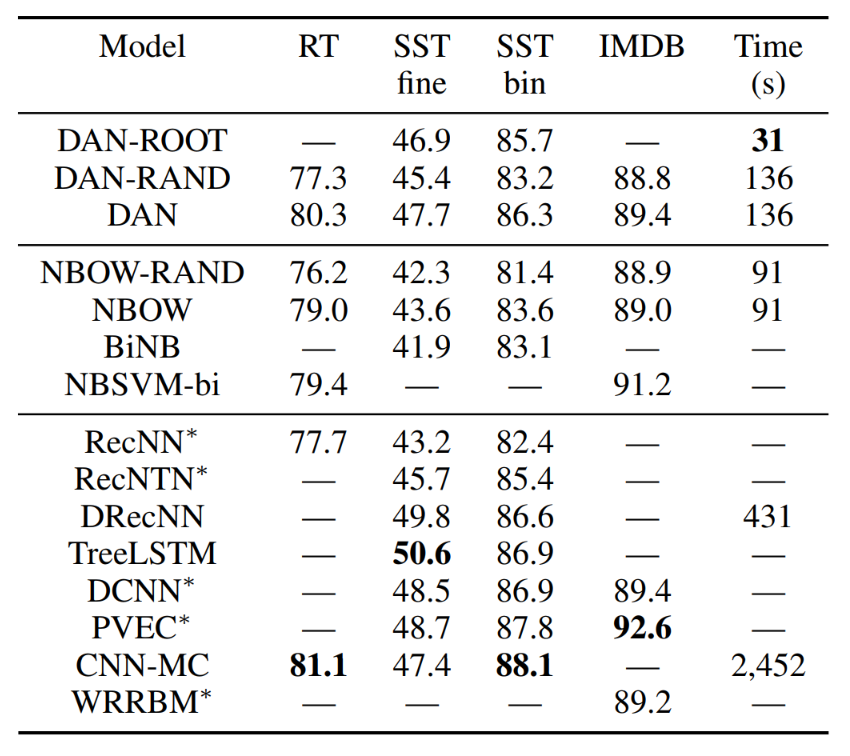 Model RT SST fine SST bin IMDB Time (s)
DAN-ROOT — 46.9 85.7 — 31
DAN-RAND 77.3 45.4 83.2 88.8 136
DAN 80.3 47.7 86.3 89.4 136
NBOW-RAND 76.2 42.3 81.4 88.9 91
NBOW 79.0 43.6 83.6 89.0 91
BiNB — 41.9 83.1 — —
NBSVM-bi 79.4 — — 91.2 —
RecNN* 77.7 43.2 82.4 — —
RecNTN* — 45.7 85.4 — —
DRecNN — 49.8 86.6 — 431
TreeLSTM — 50.6 86.9 — —
DCNN* — 48.5 86.9 89.4 —
PVEC* — 48.7 87.8 92.6 —
CNN-MC 81.1 47.4 88.1 — 2,452
WRRBM* — — — 89.2 —